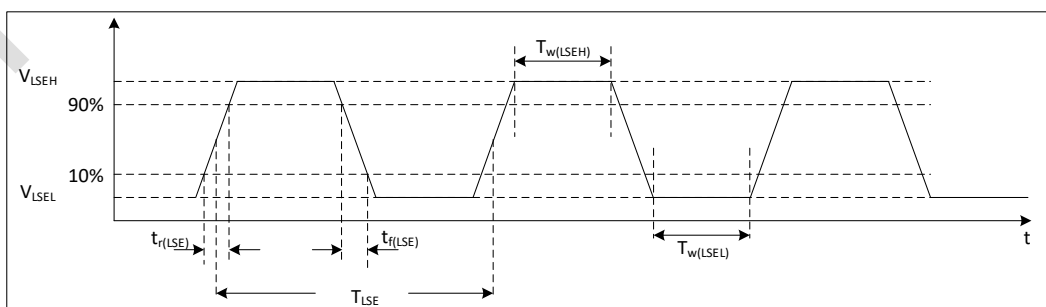 T_w(LSEH)
V_LSEH
90%
10%
V_LSEL
t_r(LSE)
t_f(LSE)
T_w(LSEL)
t
T_LSE